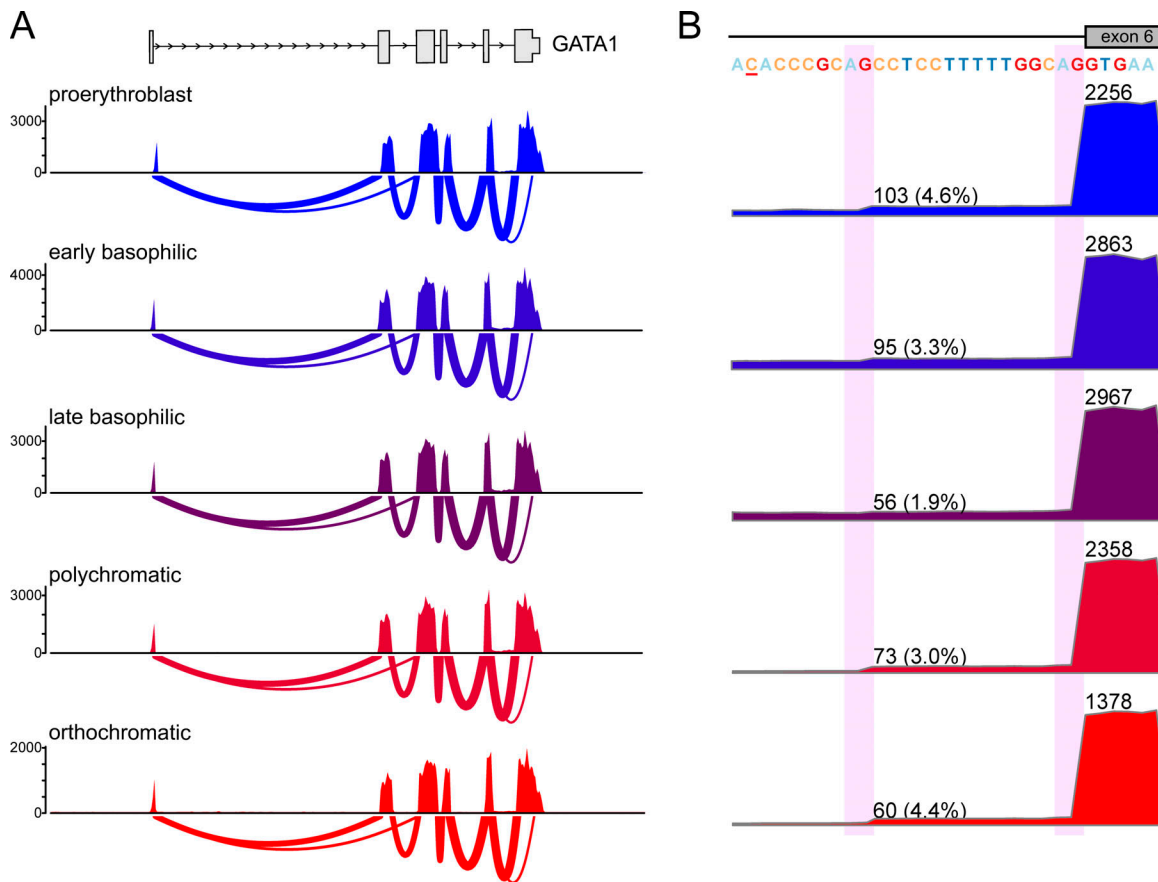 A
GATA1
proerythroblast
3000
0
early basophilic
4000
0
late basophilic
3000
0
polychromatic
3000
0
orthochromatic
2000
0
B
exon 6
ACACCCGCAGCCTCCTTTTTGGCAGGTGAA
2256
103 (4.6%)
2863
95 (3.3%)
2967
56 (1.9%)
2358
73 (3.0%)
1378
60 (4.4%)